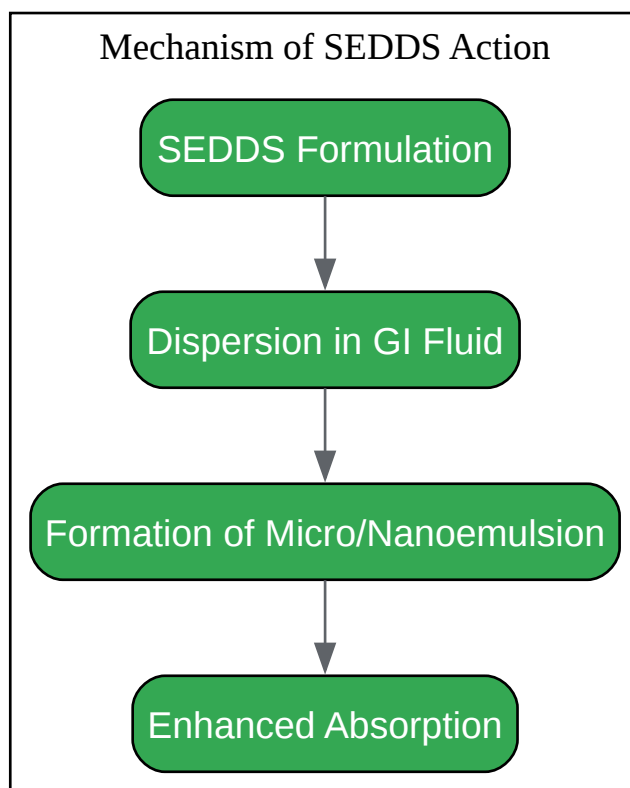 Mechanism of SEDDS Action
SEDDS Formulation
Dispersion in GI Fluid
Formation of Micro/Nanoemulsion
Enhanced Absorption